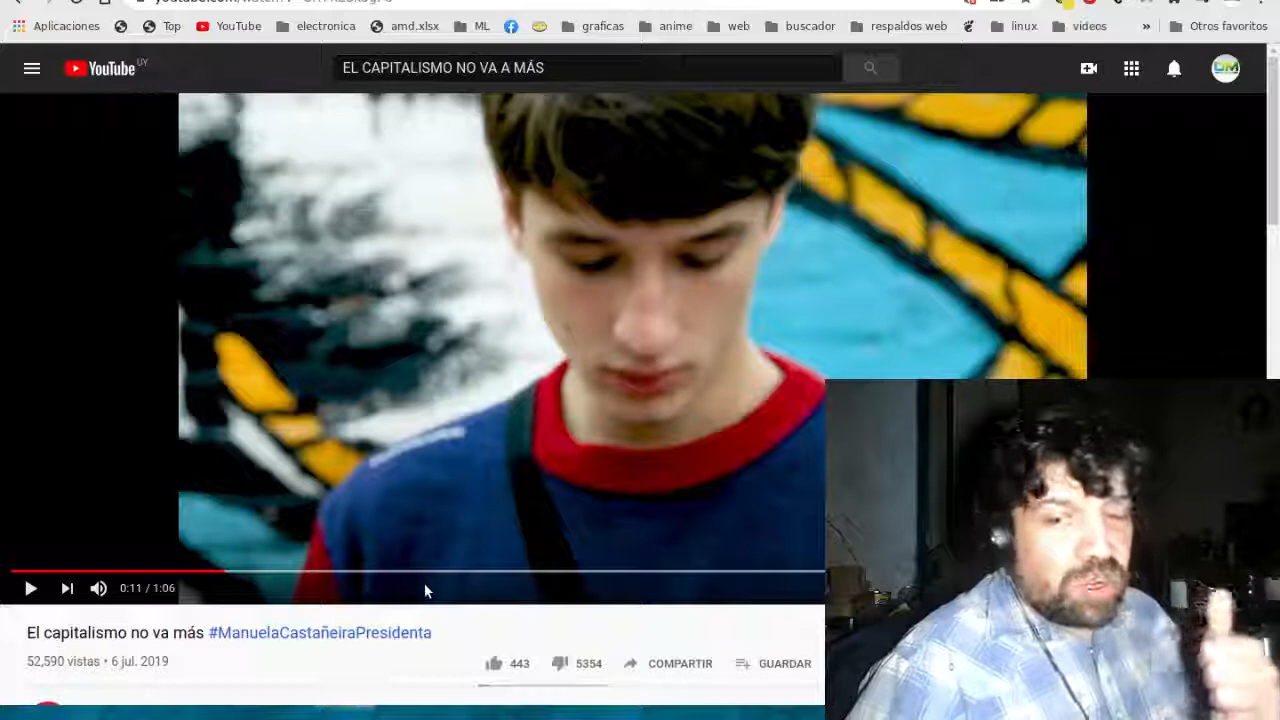 Aplicaciones Top YouTube electronica amd.xlsx ML graficas anime web buscador respaldo web linux videos » Otros favoritos
YouTube UY
EL CAPITALISMO NO VA A MÁS
DM
0:11 / 1:06
El capitalismo no va más #ManuelaCastañeiraPresidenta
52,590 vistas • 6 jul. 2019
443 5354 COMPARTIR GUARDAR